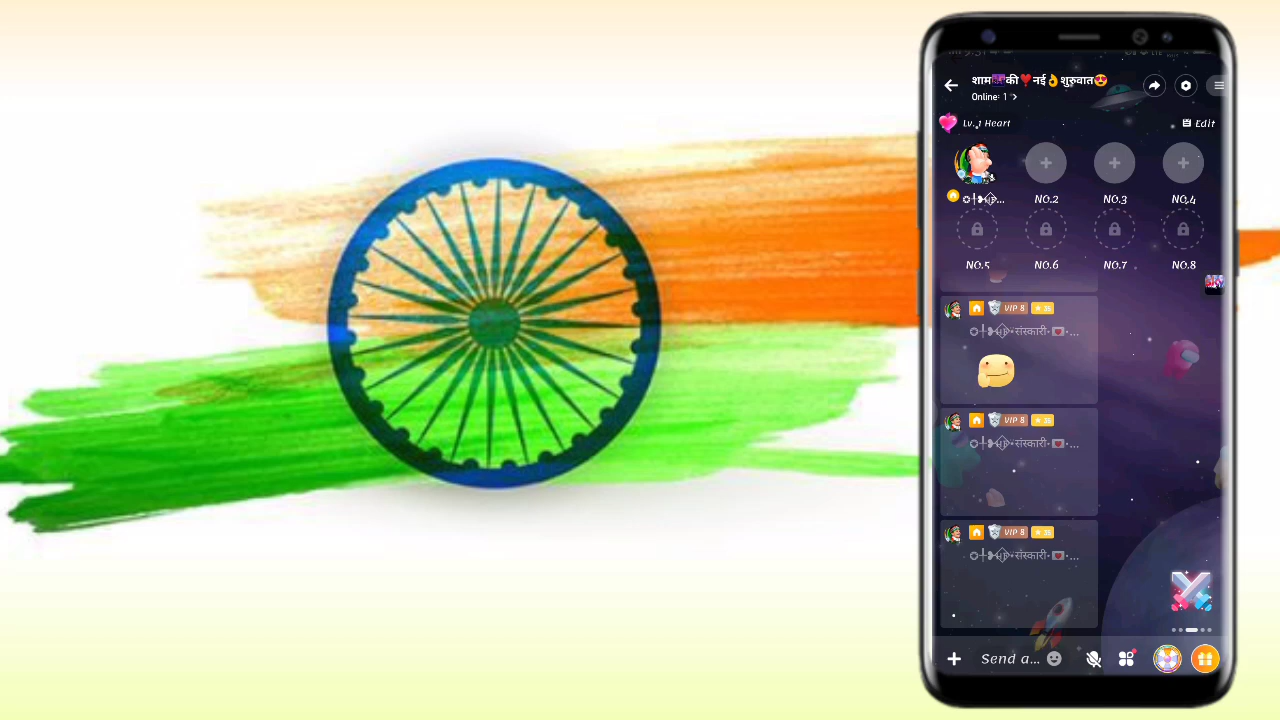 शाम🌆की❣️नई👌शुरुवात😍
Online: 1 >
Lv. 1 Heart
Edit
NO.2 NO.3 NO.4
NO.5 NO.6 NO.7 NO.8
VIP 8
संस्कारी
VIP 8
संस्कारी
VIP 8
संस्कारी
Send a...